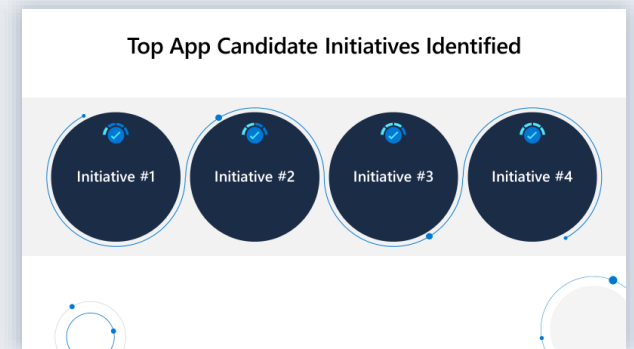 Top App Candidate Initiatives Identified
Initiative #1
Initiative #2
Initiative #3
Initiative #4